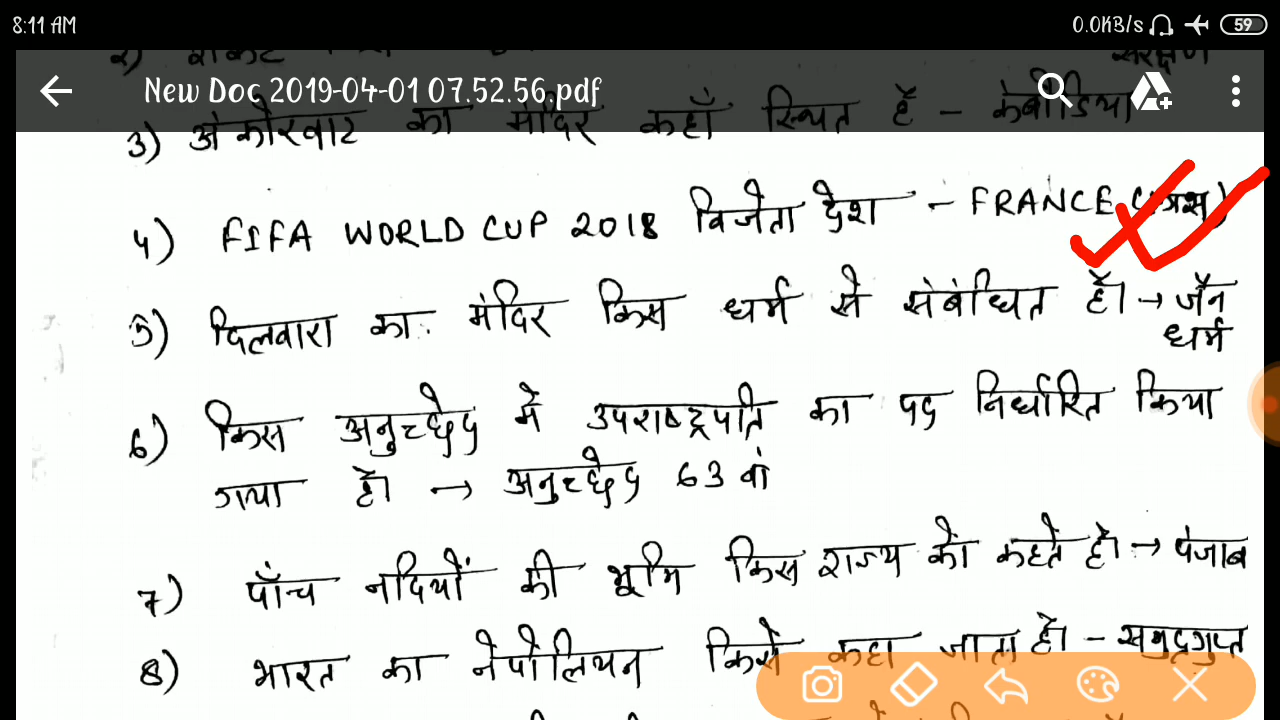 8:11 AM
0.0KB/s 59
New Doc 2019-04-01 07.52.56.pdf
3) अंकोरवाट का मंदिर कहाँ स्थित हैं - कंबोडिया
4) FIFA WORLD CUP 2018 विजेता देश - FRANCE
5) दिलवारा का मंदिर किस धर्म से संबंधित हैं। → जैन
धर्म
6) किस अनुच्छेद में उपराष्ट्रपति का पद निर्धारित किया
गया हैं। → अनुच्छेद 63 वां
7) पाँच नदियों की भूमि किस राज्य को कहते हैं। → पंजाब
8) भारत का नेपोलियन किसे कहा जाता हैं। - समुद्रगुप्त